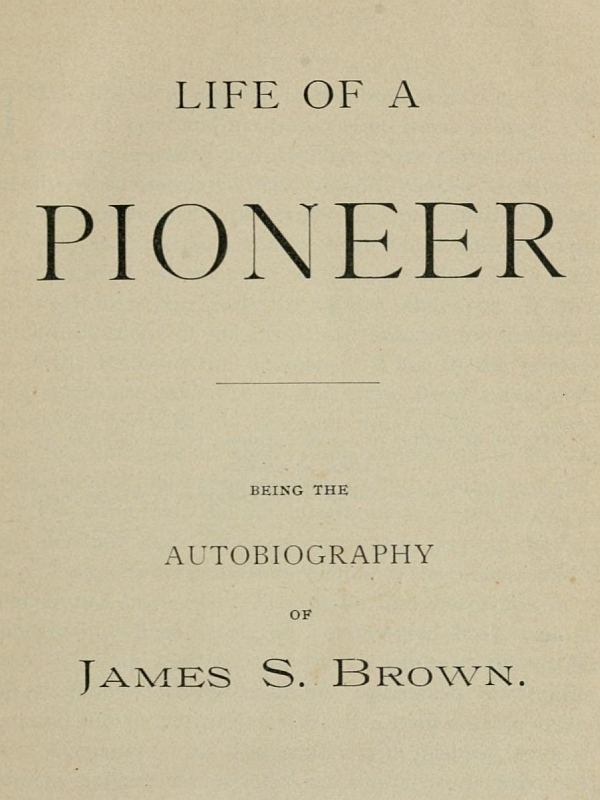 LIFE OF A
PIONEER
BEING THE
AUTOBIOGRAPHY
OF
JAMES S. BROWN.